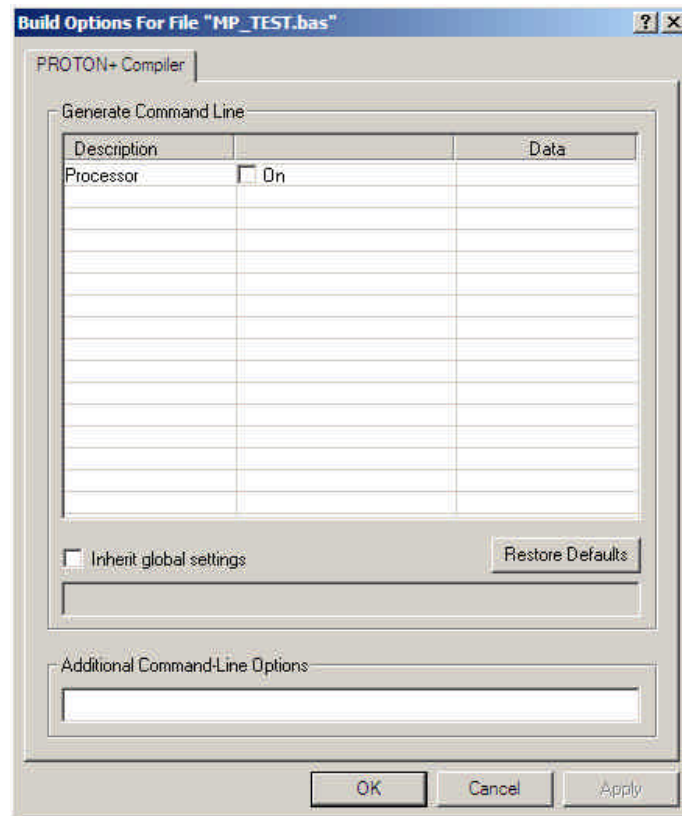 Build Options For File "MP_TEST.bas"
PROTON+ Compiler
Generate Command Line
Description Data
Processor On
Inherit global settings Restore Defaults
Additional Command-Line Options
OK Cancel Apply